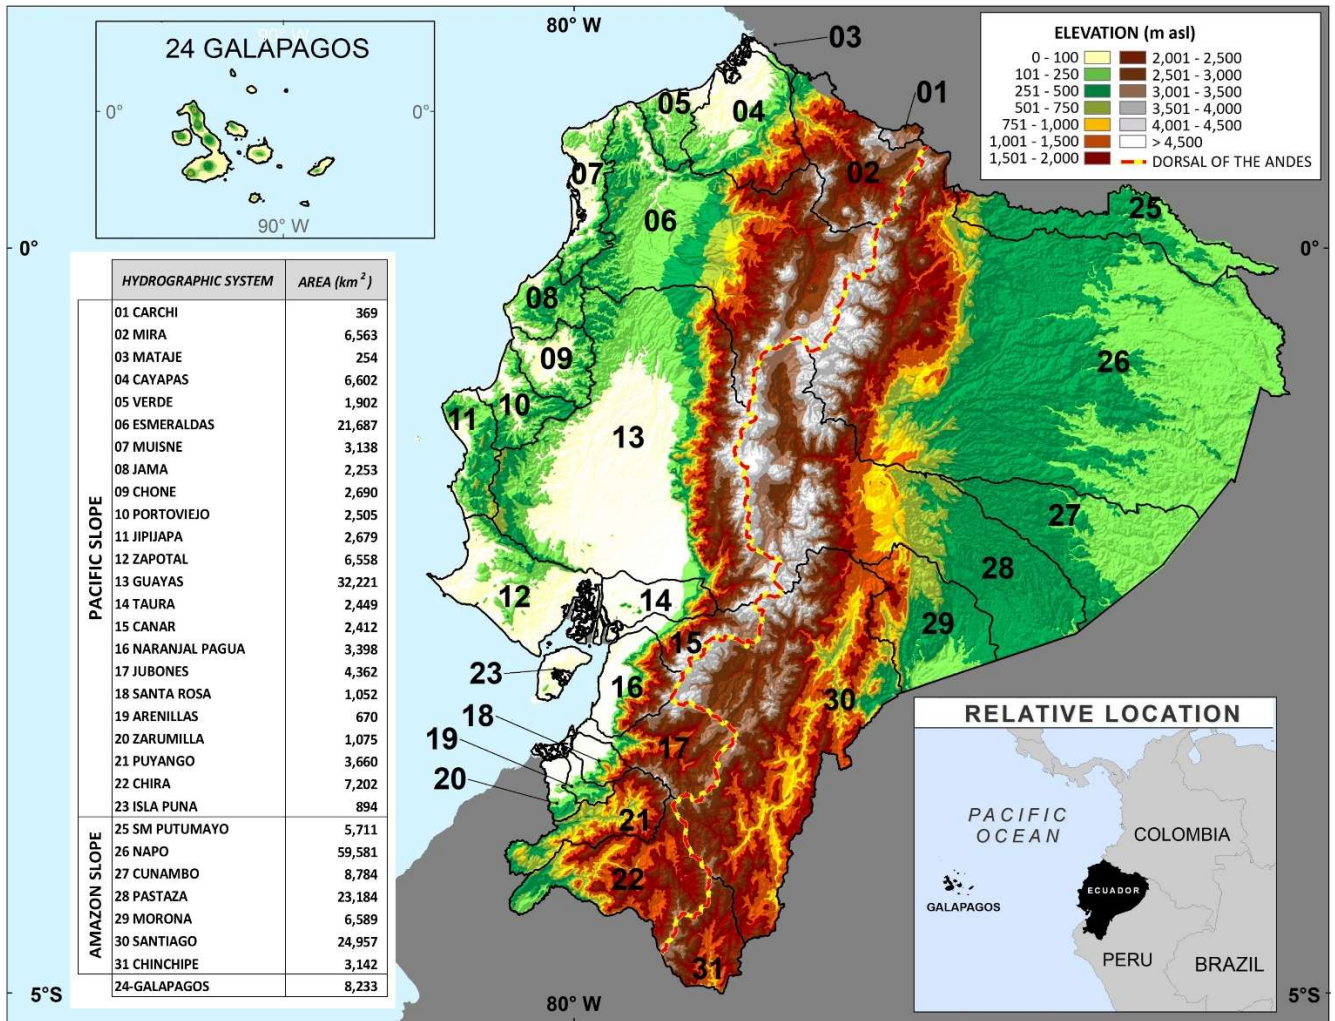 80° W
90° W
24 GALAPAGOS
0°
0°
90° W
ELEVATION (m asl)
0 - 100
101 - 250
251 - 500
501 - 750
751 - 1,000
1,001 - 1,500
1,501 - 2,000
2,001 - 2,500
2,501 - 3,000
3,001 - 3,500
3,501 - 4,000
4,001 - 4,500
> 4,500
DORSAL OF THE ANDES
03
01
05
04
02
07
06
25
0°
0°
08
09
26
10
11
13
27
28
12
14
29
15
23
16
30
18
17
19
20
21
22
31
HYDROGRAPHIC SYSTEM AREA (km²)
PACIFIC SLOPE
01 CARCHI 369
02 MIRA 6,563
03 MATAJE 254
04 CAYAPAS 6,602
05 VERDE 1,902
06 ESMERALDAS 21,687
07 MUISNE 3,138
08 JAMA 2,253
09 CHONE 2,690
10 PORTOVIEJO 2,505
11 JIPIJAPA 2,679
12 ZAPOTAL 6,558
13 GUAYAS 32,221
14 TAURA 2,449
15 CANAR 2,412
16 NARANJAL PAGUA 3,398
17 JUBONES 4,362
18 SANTA ROSA 1,052
19 ARENILLAS 670
20 ZARUMILLA 1,075
21 PUYANGO 3,660
22 CHIRA 7,202
23 ISLA PUNA 894
AMAZON SLOPE
25 SM PUTUMAYO 5,711
26 NAPO 59,581
27 CUNAMBO 8,784
28 PASTAZA 23,184
29 MORONA 6,589
30 SANTIAGO 24,957
31 CHINCHIPE 3,142
24-GALAPAGOS 8,233
RELATIVE LOCATION
PACIFIC
OCEAN
COLOMBIA
ECUADOR
GALAPAGOS
PERU
BRAZIL
5°S
80° W
5°S